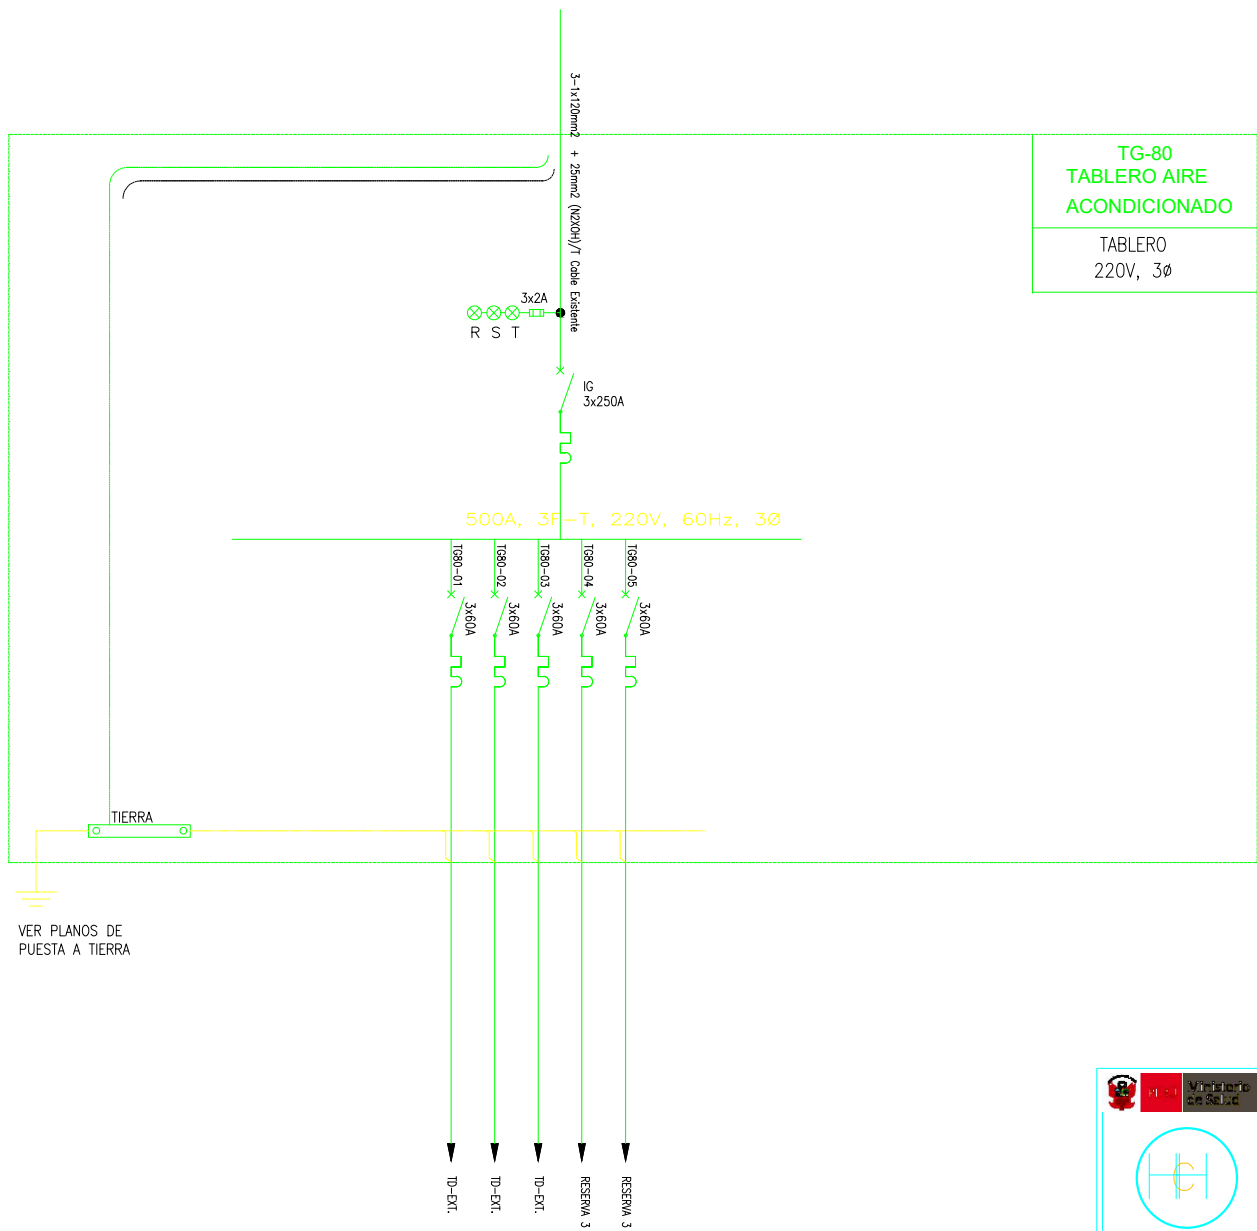 3-1x120mm2 + 25mm2 (N2XOH)/T Cable Existente
TG-80
TABLERO AIRE
ACONDICIONADO
TABLERO
220V, 3Ø
3x2A
R S T
IG
3x250A
500A, 3F-T, 220V, 60Hz, 3Ø
TG80-01
TG80-02
TG80-03
TG80-04
TG80-05
3x60A
3x60A
3x60A
3x60A
3x60A
TIERRA
VER PLANOS DE
PUESTA A TIERRA
TD-EXT.
TD-EXT.
TD-EXT.
RESERVA 3
RESERVA 3
PERÚ
Ministerio
de Salud
HCH